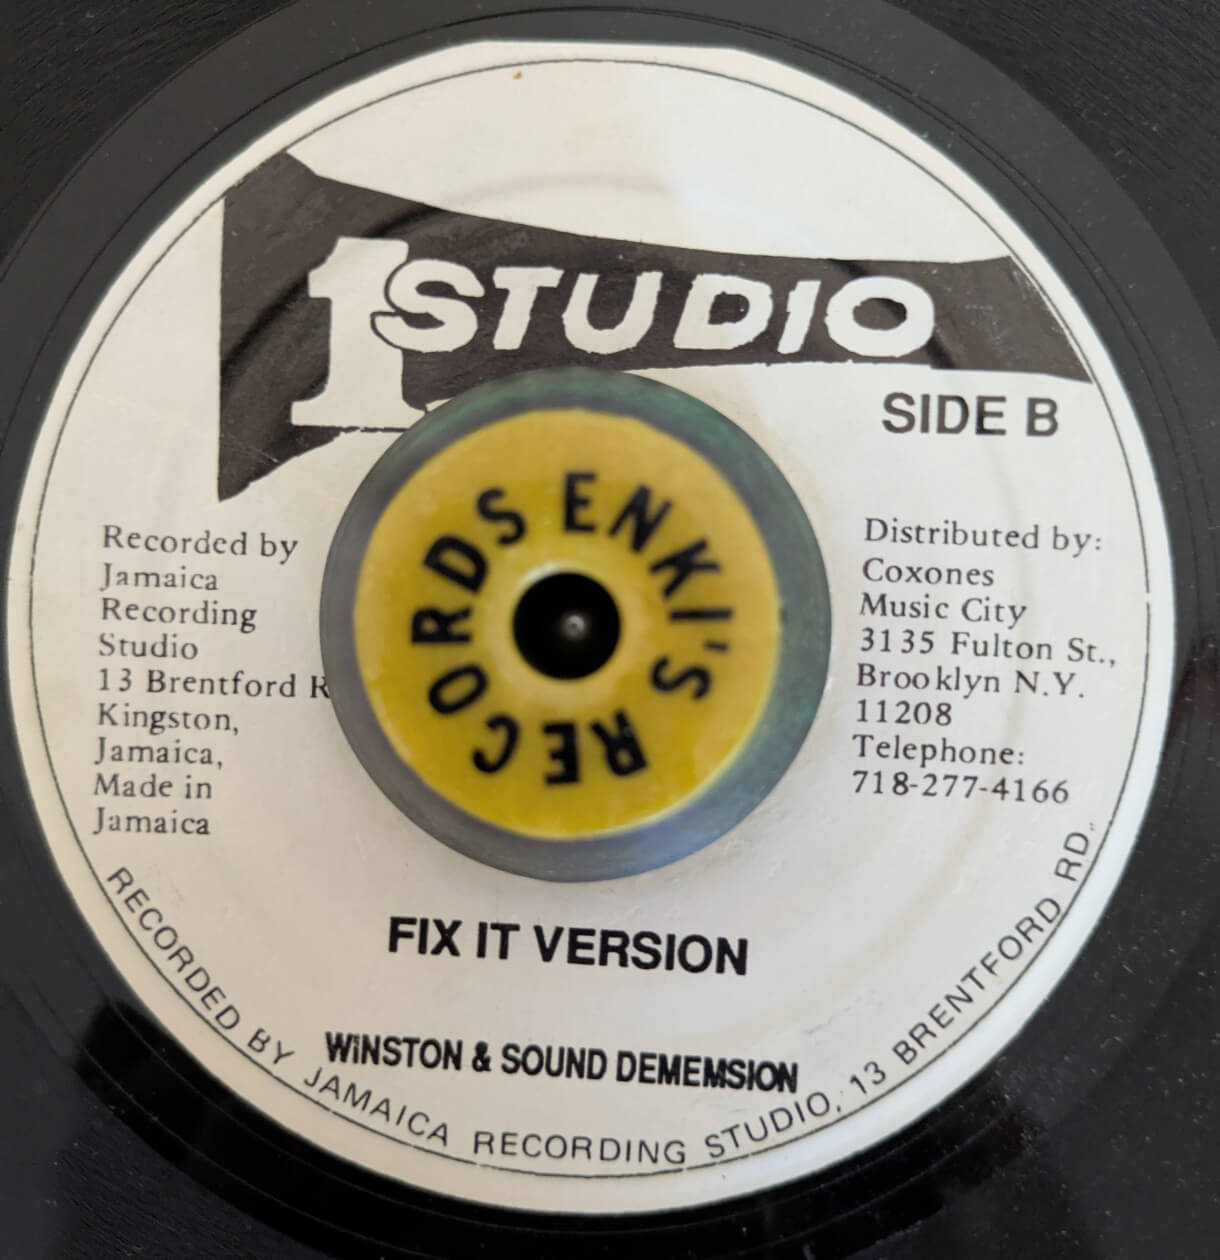 1 STUDIO
SIDE B
Recorded by
Jamaica
Recording
Studio
13 Brentford R
Kingston,
Jamaica,
Made in
Jamaica
ENKI'S RECORDS
Distributed by:
Coxones
Music City
3135 Fulton St.,
Brooklyn N.Y.
11208
Telephone:
718-277-4166
FIX IT VERSION
WiNSTON & SOUND DEMEMSION
RECORDED BY JAMAICA RECORDING STUDIO, 13 BRENTFORD RD..